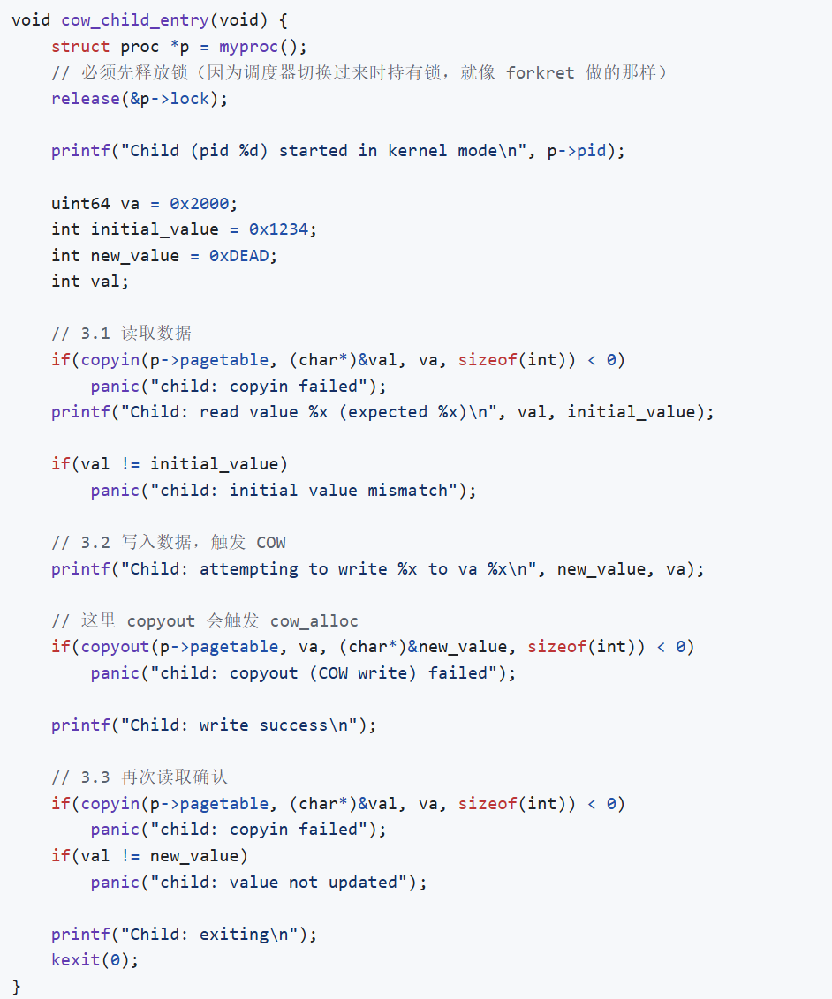 void cow_child_entry(void) {
    struct proc *p = myproc();
    // 必须先释放锁（因为调度器切换过来时持有锁，就像 forkret 做的那样）
    release(&p->lock);

    printf("Child (pid %d) started in kernel mode\n", p->pid);

    uint64 va = 0x2000;
    int initial_value = 0x1234;
    int new_value = 0xDEAD;
    int val;

    // 3.1 读取数据
    if(copyin(p->pagetable, (char*)&val, va, sizeof(int)) < 0)
        panic("child: copyin failed");
    printf("Child: read value %x (expected %x)\n", val, initial_value);

    if(val != initial_value)
        panic("child: initial value mismatch");

    // 3.2 写入数据，触发 COW
    printf("Child: attempting to write %x to va %x\n", new_value, va);

    // 这里 copyout 会触发 cow_alloc
    if(copyout(p->pagetable, va, (char*)&new_value, sizeof(int)) < 0)
        panic("child: copyout (COW write) failed");

    printf("Child: write success\n");

    // 3.3 再次读取确认
    if(copyin(p->pagetable, (char*)&val, va, sizeof(int)) < 0)
        panic("child: copyin failed");
    if(val != new_value)
        panic("child: value not updated");

    printf("Child: exiting\n");
    kexit(0);
}